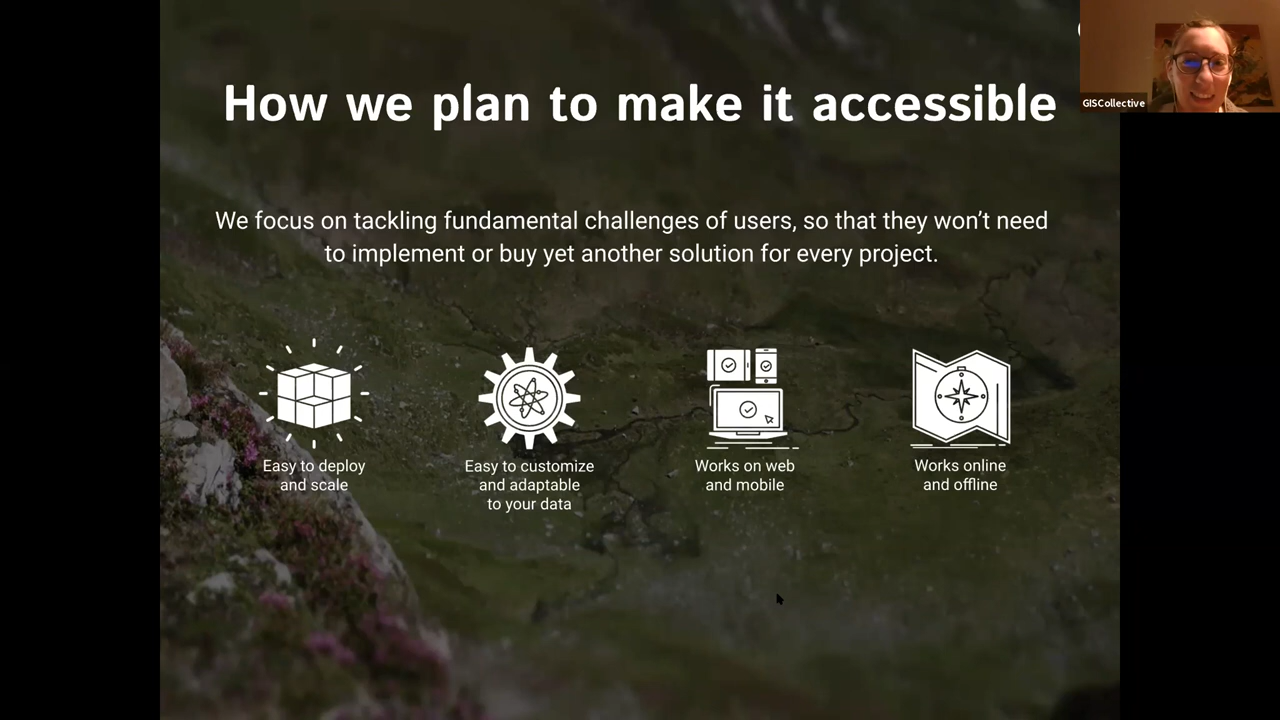 How we plan to make it accessible
GISCollective
We focus on tackling fundamental challenges of users, so that they won’t need
to implement or buy yet another solution for every project.
Easy to deploy
and scale
Easy to customize
and adaptable
to your data
Works on web
and mobile
Works online
and offline